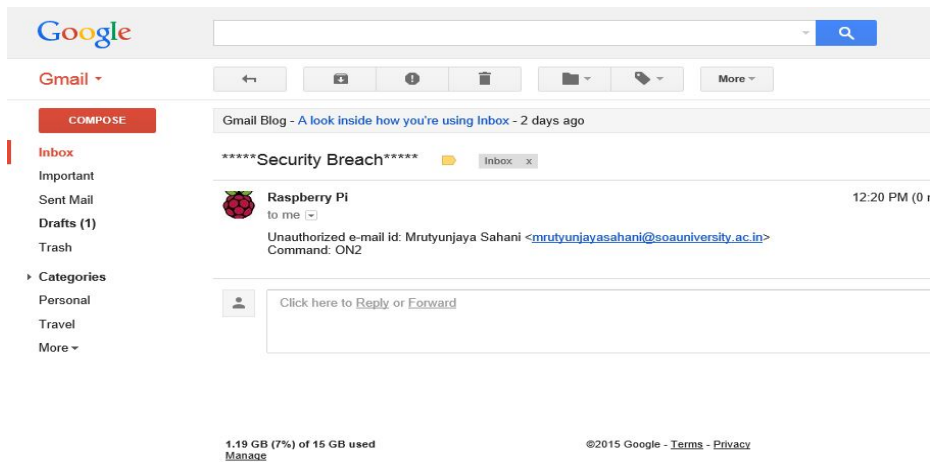 Google
Gmail
More
COMPOSE
Gmail Blog - A look inside how you're using Inbox - 2 days ago
Inbox
Important
Sent Mail
Drafts (1)
Trash
Categories
Personal
Travel
More
*****Security Breach*****
Inbox x
Raspberry Pi
12:20 PM (0
to me
Unauthorized e-mail id: Mrutyunjaya Sahani <mrutyunjayasahani@soauniversity.ac.in>
Command: ON2
Click here to Reply or Forward
1.19 GB (7%) of 15 GB used
Manage
©2015 Google - Terms - Privacy